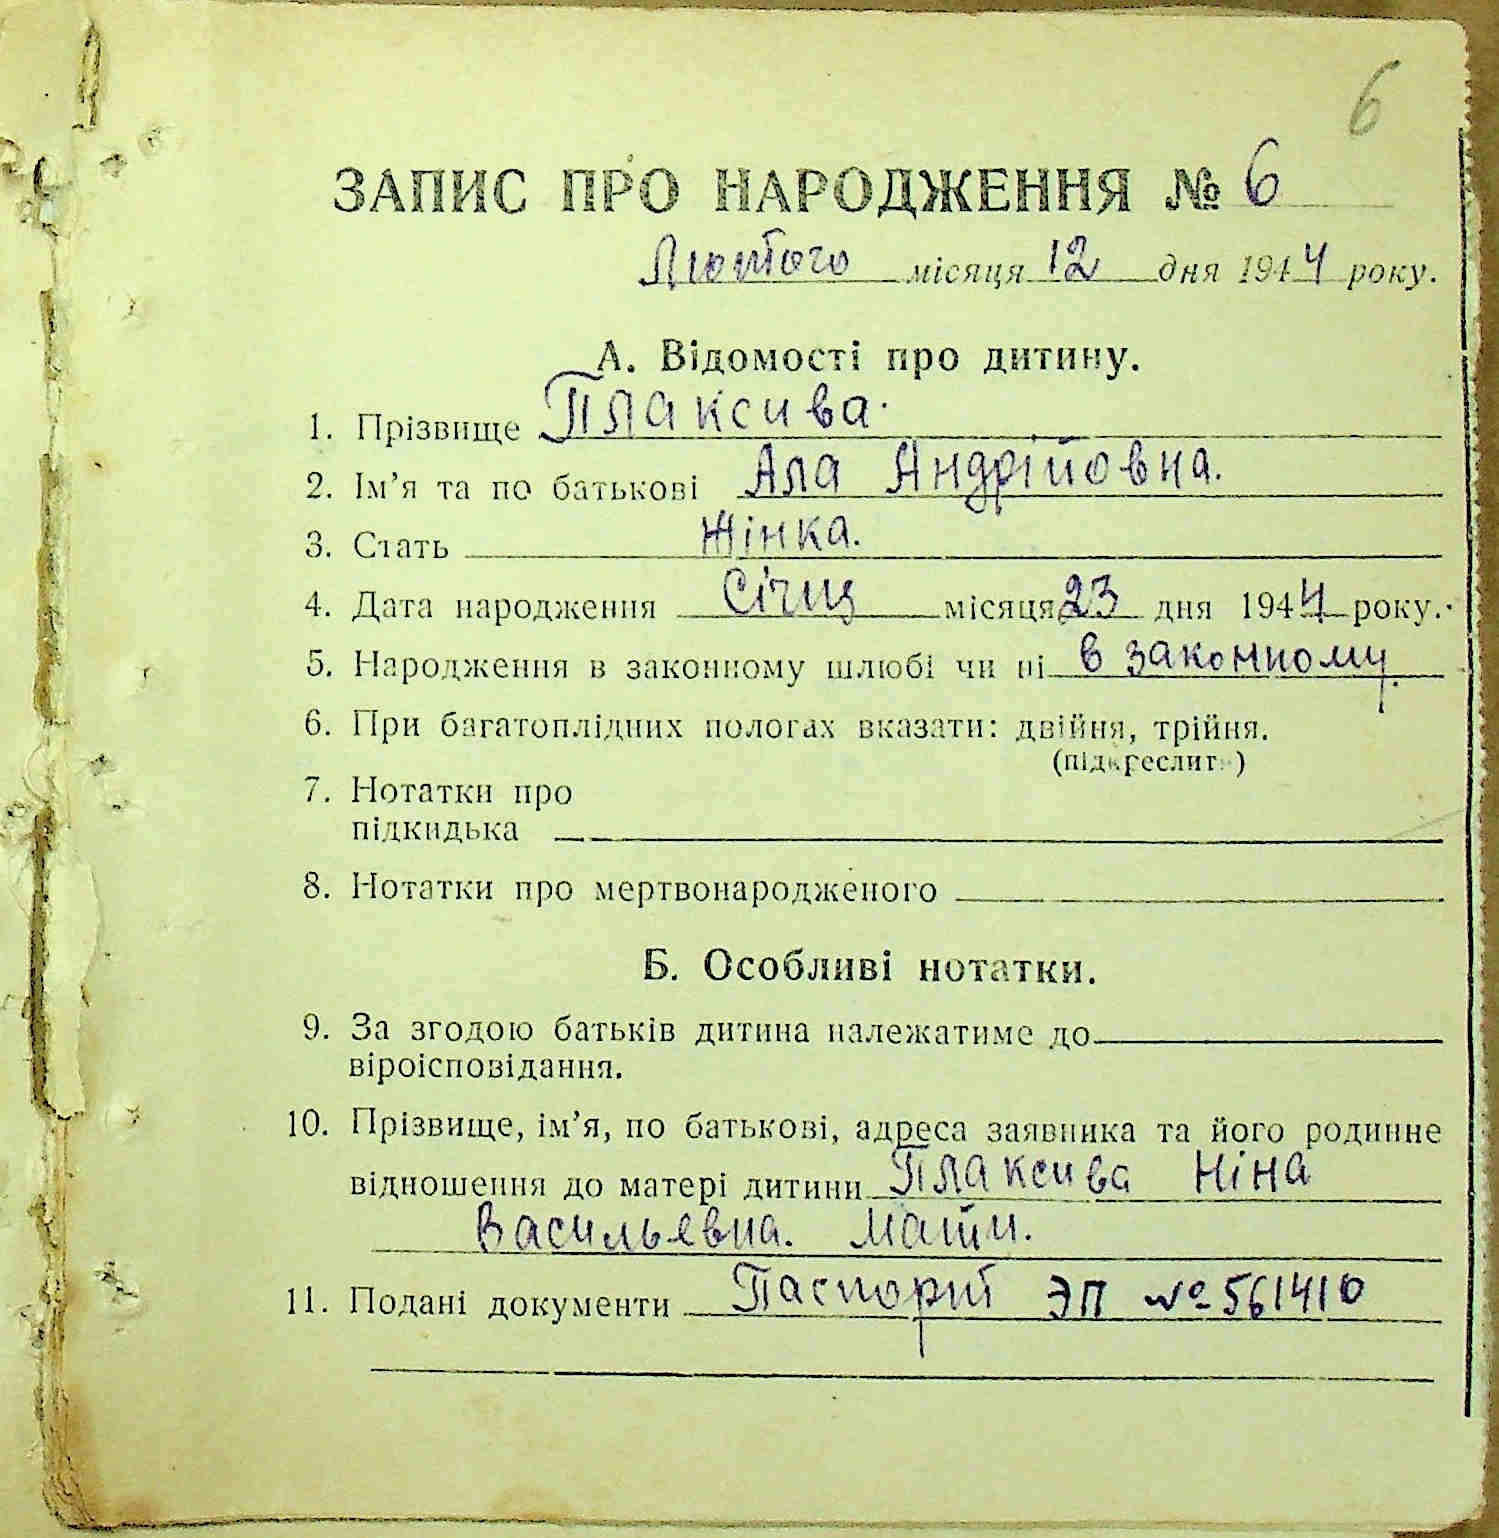 6
ЗАПИС ПРО НАРОДЖЕННЯ № 6
Лютого місяця 12 дня 1944 року.
А. Відомості про дитину.
1. Прізвище Плаксива.
2. Ім’я та по батькові Ала Андрійовна.
3. Стать Жінка.
4. Дата народження Січц місяця 23 дня 1944 року.
5. Народження в законному шлюбі чи ні в законному.
6. При багатоплідних пологах вказати: двійня, трійня.
(підкреслити)
7. Нотатки про
підкидька
8. Нотатки про мертвонародженого
Б. Особливі нотатки.
9. За згодою батьків дитина належатиме до
віроісповідання.
10. Прізвище, ім’я, по батькові, адреса заявника та його родинне
відношення до матері дитини Плаксива Ніна
Васильевна. Мати.
11. Подані документи Паспорт ЭП № 561410